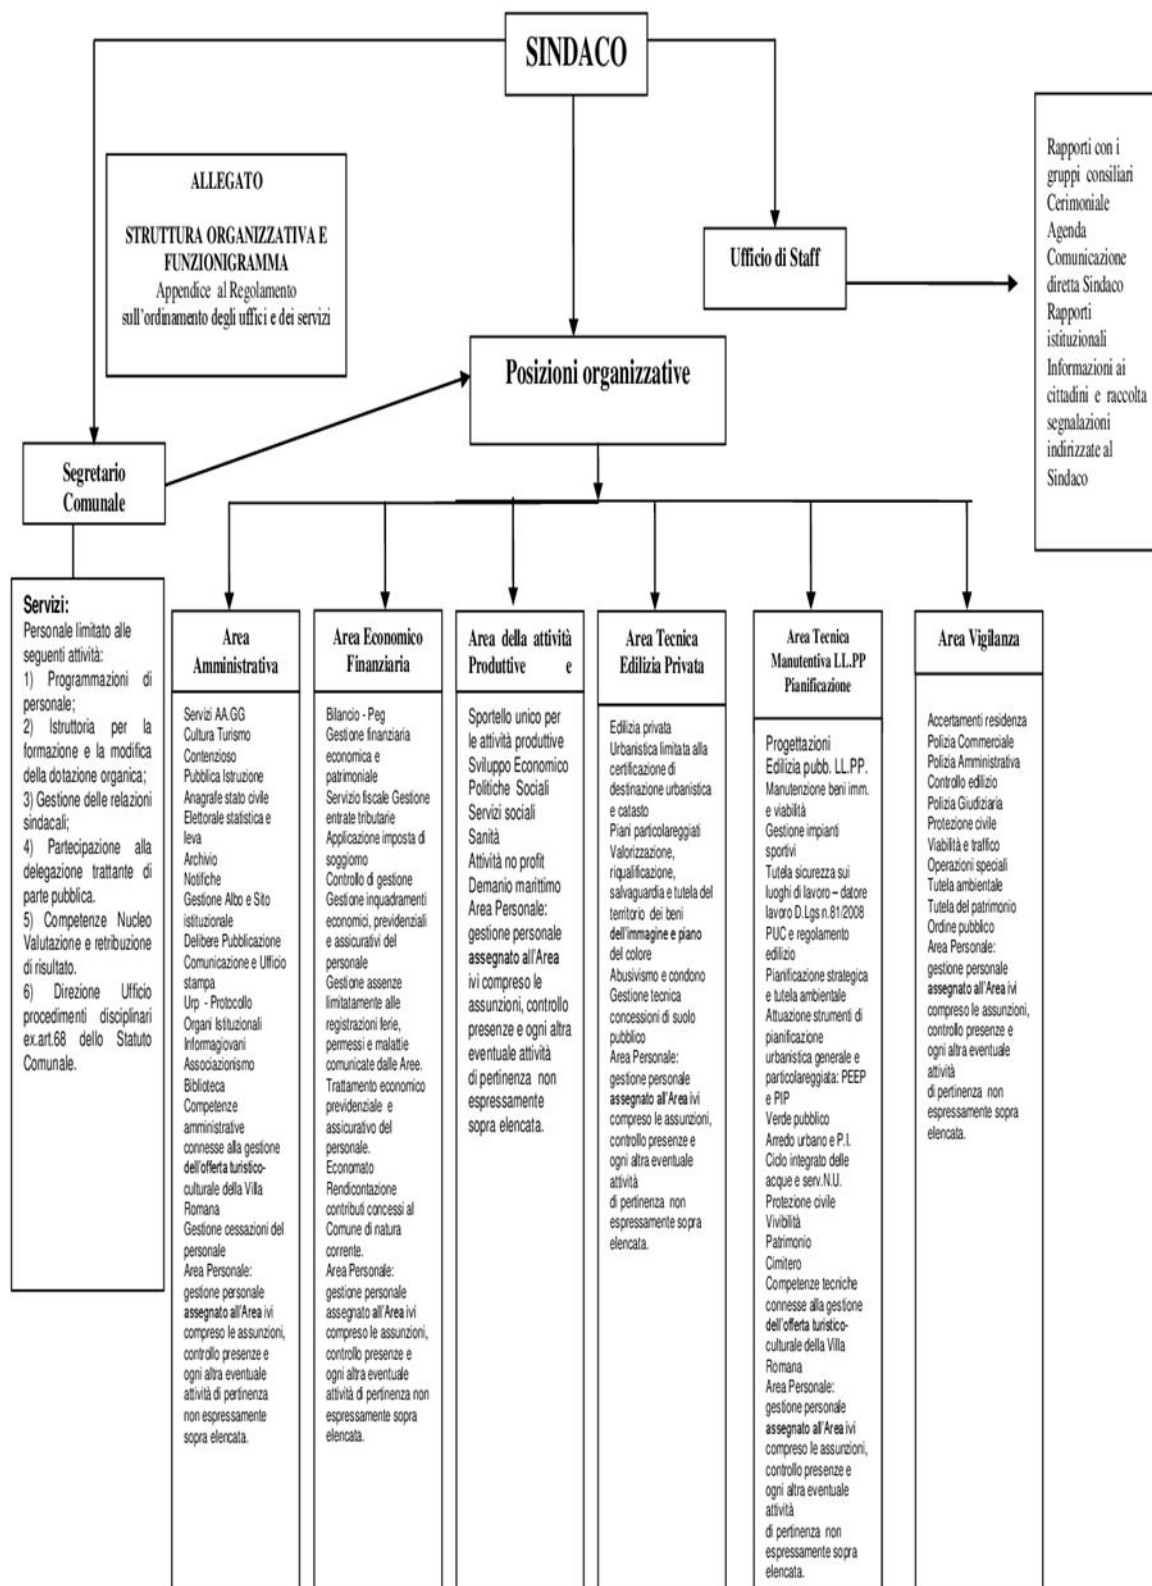 SINDACO
ALLEGATO
STRUTTURA ORGANIZZATIVA E
FUNZIONIGRAMMA
Appendice al Regolamento
sull'ordinamento degli uffici e dei servizi
Ufficio di Staff
Rapporti con i
gruppi consiliari
Cerimoniale
Agenda
Comunicazione
diretta Sindaco
Rapporti
istituzionali
Informazioni ai
cittadini e raccolta
segnalazioni
indirizzate al
Sindaco
Posizioni organizzative
Segretario
Comunale
Servizi:
Personale limitato alle
seguenti attività:
1) Programmazioni di
personale;
2) Istruttoria per la
formazione e la modifica
della dotazione organica;
3) Gestione delle relazioni
sindacali;
4) Partecipazione alla
delegazione trattante di
parte pubblica.
5) Competenze Nucleo
Valutazione e retribuzione
di risultato.
6) Direzione Ufficio
procedimenti disciplinari
ex.art.68 dello Statuto
Comunale.
Area
Amministrativa
Servizi AA.GG
Cultura Turismo
Contenzioso
Pubblica Istruzione
Anagrafe stato civile
Elettorale statistica e
leva
Archivio
Notifiche
Gestione Albo e Sito
istituzionale
Delibere Pubblicazione
Comunicazione e Ufficio
stampa
Urp - Protocollo
Organi Istituzionali
Informagiovani
Associazionismo
Biblioteca
Competenze
amministrative
connesse alla gestione
dell'offerta turistico-
culturale della Villa
Romana
Gestione cessazioni del
personale
Area Personale:
gestione personale
assegnato all'Area ivi
compreso le assunzioni,
controllo presenze e
ogni altra eventuale
attività di pertinenza
non espressamente
sopra elencata.
Area Economico
Finanziaria
Bilancio - Peg
Gestione finanziaria
economica e
patrimoniale
Servizio fiscale Gestione
entrate tributarie
Applicazione imposta di
soggiorno
Controllo di gestione
Gestione inquadramenti
economici, previdenziali
e assicurativi del
personale
Gestione assenze
limitatamente alle
registrazioni ferie,
permessi e malattie
comunicate dalle Aree.
Trattamento economico
previdenziale e
assicurativo del
personale.
Economato
Rendicontazione
contributi concessi al
Comune di natura
corrente.
Area Personale:
gestione personale
assegnato all'Area ivi
compreso le assunzioni,
controllo presenze e
ogni altra eventuale
attività di pertinenza non
espressamente sopra
elencata.
Area della attività
Produttive e
Sportello unico per
le attività produttive
Sviluppo Economico
Politiche Sociali
Servizi sociali
Sanità
Attività no profit
Demanio marittimo
Area Personale:
gestione personale
assegnato all'Area
ivi compreso le
assunzioni, controllo
presenze e ogni altra
eventuale attività
di pertinenza non
espressamente
sopra elencata.
Area Tecnica
Edilizia Privata
Edilizia privata
Urbanistica limitata alla
certificazione di
destinazione urbanistica
e catasto
Piani particolareggiati
Valorizzazione,
riqualificazione,
salvaguardia e tutela del
territorio dei beni
dell'immagine e piano
del colore
Abusivismo e condono
Gestione tecnica
concessioni di suolo
pubblico
Area Personale:
gestione personale
assegnato all'Area ivi
compreso le assunzioni,
controllo presenze e
ogni altra eventuale
attività
di pertinenza non
espressamente sopra
elencata.
Area Tecnica
Manutentiva LL.PP
Pianificazione
Progettazioni
Edilizia pubb. LL.PP.
Manutenzione beni imm.
e viabilità
Gestione impianti
sportivi
Tutela sicurezza sui
luoghi di lavoro – datore
lavoro D.Lgs n.81/2008
PUC e regolamento
edilizio
Pianificazione strategica
e tutela ambientale
Attuazione strumenti di
pianificazione
urbanistica generale e
particolareggiata: PEEP
e PIP
Verde pubblico
Arredo urbano e P.I.
Ciclo integrato delle
acque e serv.N.U.
Protezione civile
Vivibilità
Patrimonio
Cimitero
Competenze tecniche
connesse alla gestione
dell'offerta turistico-
culturale della Villa
Romana
Area Personale:
gestione personale
assegnato all'Area ivi
compreso le assunzioni,
controllo presenze e
ogni altra eventuale
attività
di pertinenza non
espressamente sopra
elencata.
Area Vigilanza
Accertamenti residenza
Polizia Commerciale
Polizia Amministrativa
Controllo edilizio
Polizia Giudiziaria
Protezione civile
Viabilità e traffico
Operazioni speciali
Tutela ambientale
Tutela del patrimonio
Ordine pubblico
Area Personale:
gestione personale
assegnato all'Area ivi
compreso le assunzioni,
controllo presenze e
ogni altra eventuale
attività
di pertinenza non
espressamente sopra
elencata.